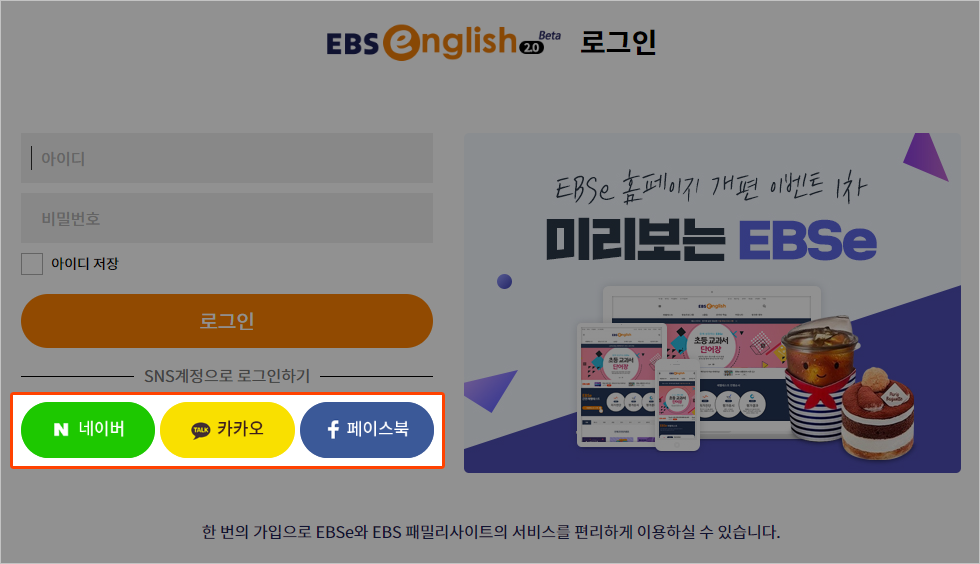 EBS english 2.0 Beta 로그인
아이디
비밀번호
아이디 저장
로그인
SNS계정으로 로그인하기
N 네이버
TALK 카카오
f 페이스북
EBSe 홈페이지 개편 이벤트 1차
미리보는 EBSe
EBS english
초등 교과서
단어장
초등 교과서
단어장
한 번의 가입으로 EBSe와 EBS 패밀리사이트의 서비스를 편리하게 이용하실 수 있습니다.